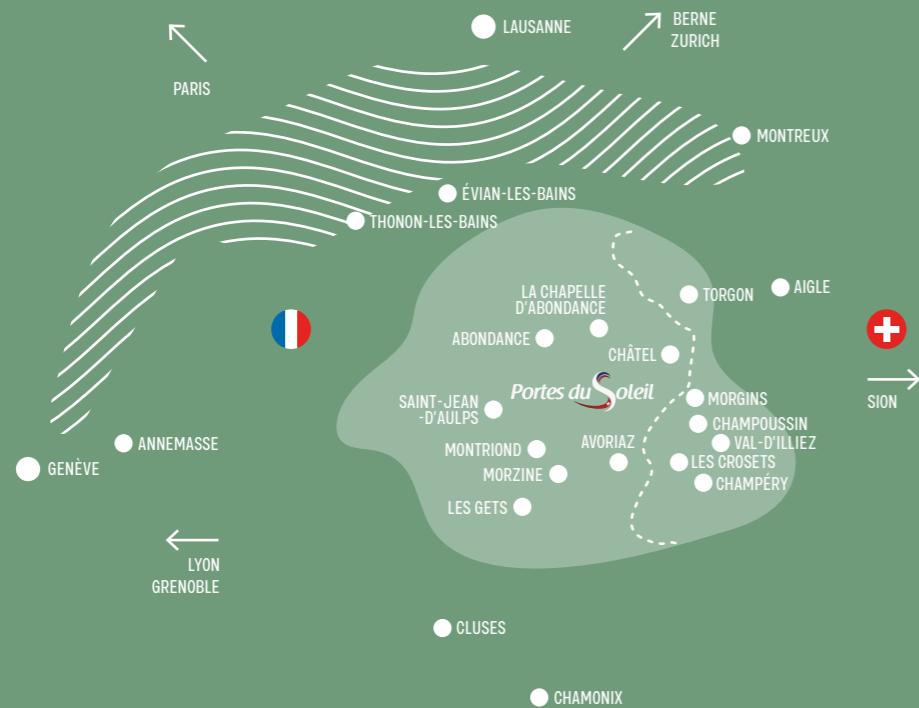 LAUSANNE
BERNE
ZURICH
PARIS
MONTREUX
ÉVIAN-LES-BAINS
THONON-LES-BAINS
LA CHAPELLE
D'ABONDANCE
TORGON
AIGLE
ABONDANCE
CHÂTEL
Portes du Soleil
SION
SAINT-JEAN
-D'AULPS
MORGINS
CHAMPOUSSIN
ANNEMASSE
MONTRIOND
AVORIAZ
VAL-D'ILLIEZ
GENÈVE
MORZINE
LES CROSETS
CHAMPÉRY
LES GETS
LYON
GRENOBLE
CLUSES
CHAMONIX